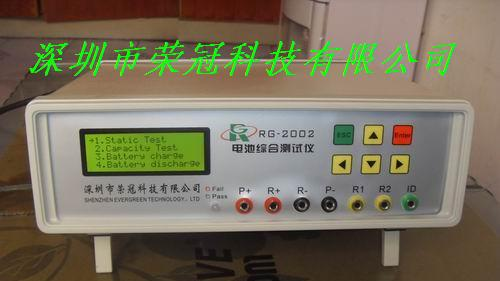 深圳市荣冠科技有限公司
RG RG-2002
电池综合测试仪
→1.Static Test
2.Capacity Test
3.Battery charge
4.Battery discharge
ESC
Enter
深圳市荣冠科技有限公司
SHENZHEN EVERGREEN TECHNOLOGY., LTD
Fail
Pass
P+ R+ R- P- R1 R2 ID